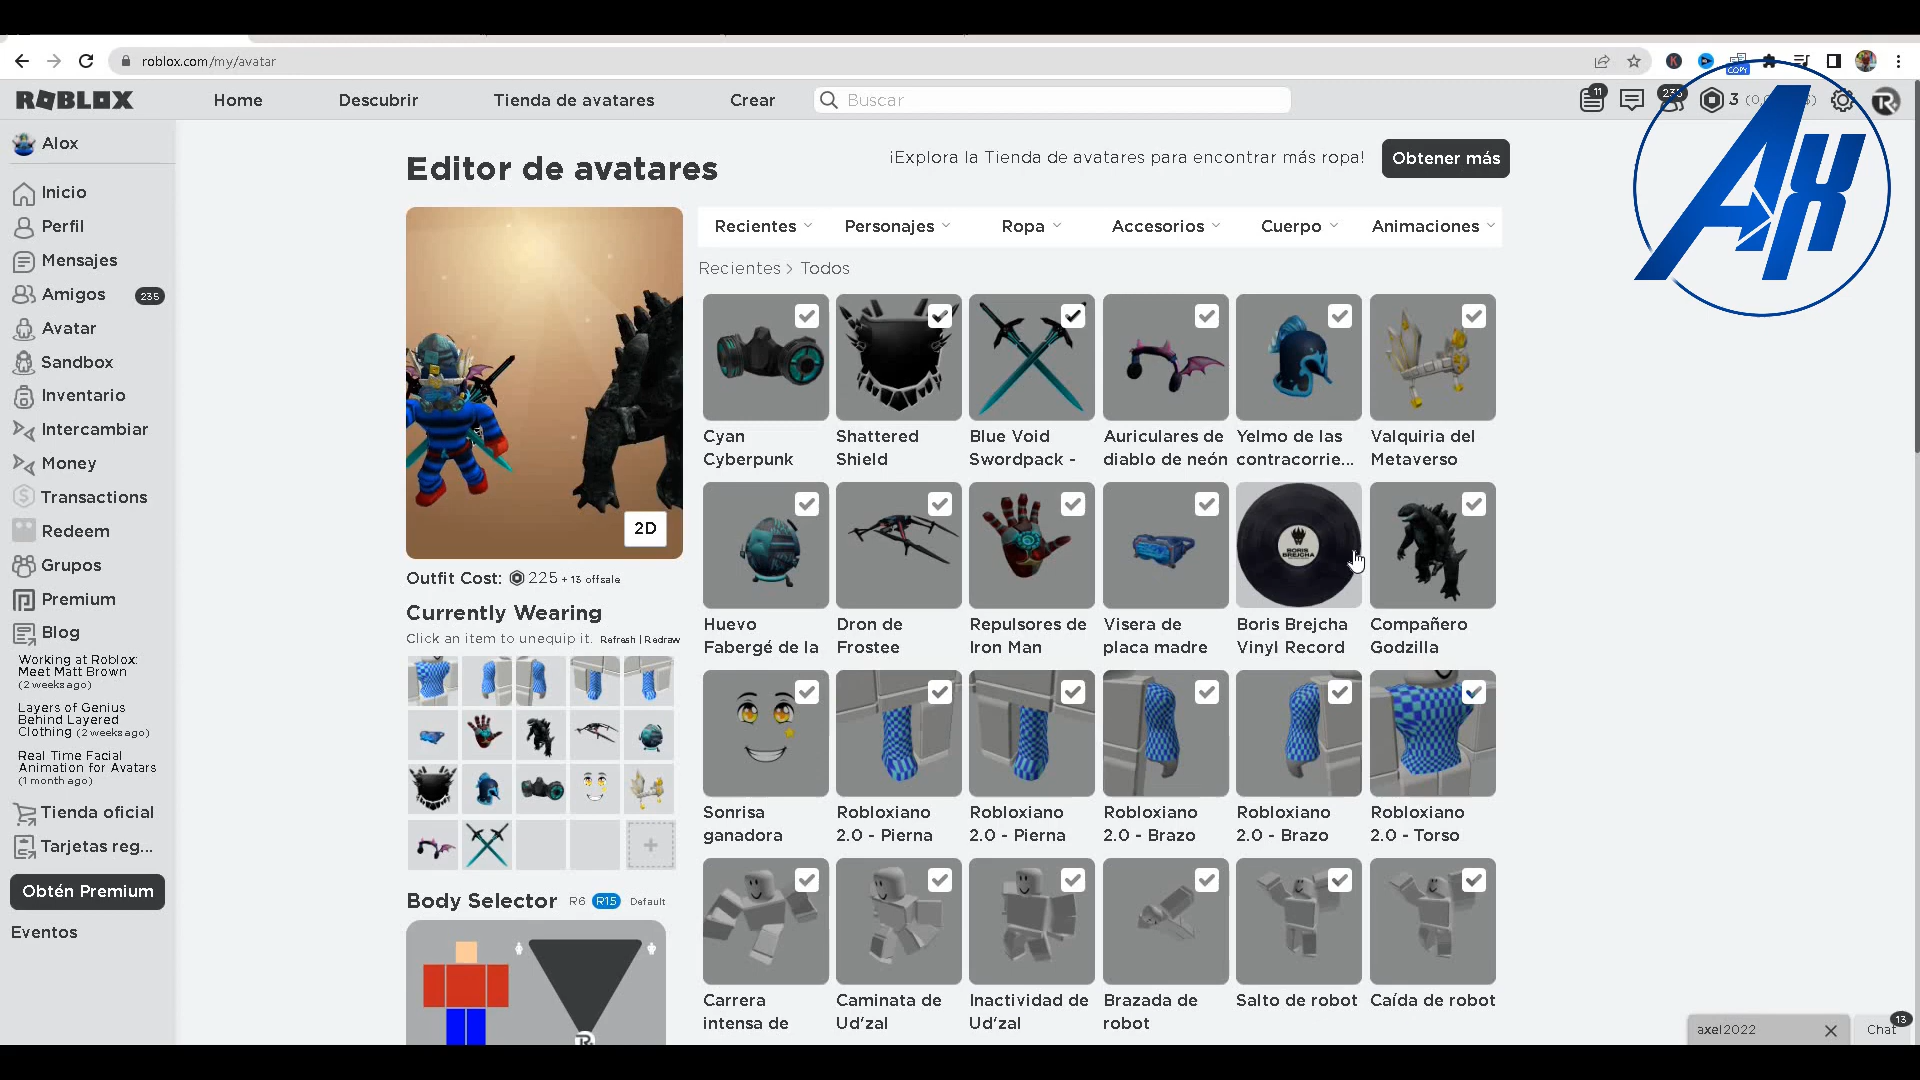 roblox.com/my/avatar
COPY
ROBLOX
Home
Descubrir
Tienda de avatares
Crear
Buscar
11
235
3
Alox
Inicio
Perfil
Mensajes
Amigos
235
Avatar
Sandbox
Inventario
Intercambiar
Money
Transactions
Redeem
Grupos
Premium
Blog
Working at Roblox:
Meet Matt Brown
(2 weeks ago)
Layers of Genius
Behind Layered
Clothing (2 weeks ago)
Real Time Facial
Animation for Avatars
(1 month ago)
Tienda oficial
Tarjetas reg...
Obtén Premium
Eventos
Editor de avatares
¡Explora la Tienda de avatares para encontrar más ropa!
Obtener más
2D
Outfit Cost: 225 + 13 offsale
Currently Wearing
Click an item to unequip it. Refresh | Redraw
Body Selector R6 R15 Default
Recientes
Personajes
Ropa
Accesorios
Cuerpo
Animaciones
Recientes > Todos
Cyan
Cyberpunk
Shattered
Shield
Blue Void
Swordpack -
Auriculares de
diablo de neón
Yelmo de las
contracorrie...
Valquiria del
Metaverso
BORIS
BREJCHA
Huevo
Fabergé de la
Dron de
Frostee
Repulsores de
Iron Man
Visera de
placa madre
Boris Brejcha
Vinyl Record
Compañero
Godzilla
Sonrisa
ganadora
Robloxiano
2.0 - Pierna
Robloxiano
2.0 - Pierna
Robloxiano
2.0 - Brazo
Robloxiano
2.0 - Brazo
Robloxiano
2.0 - Torso
Carrera
intensa de
Caminata de
Ud'zal
Inactividad de
Ud'zal
Brazada de
robot
Salto de robot
Caída de robot
axel2022
Chat
13